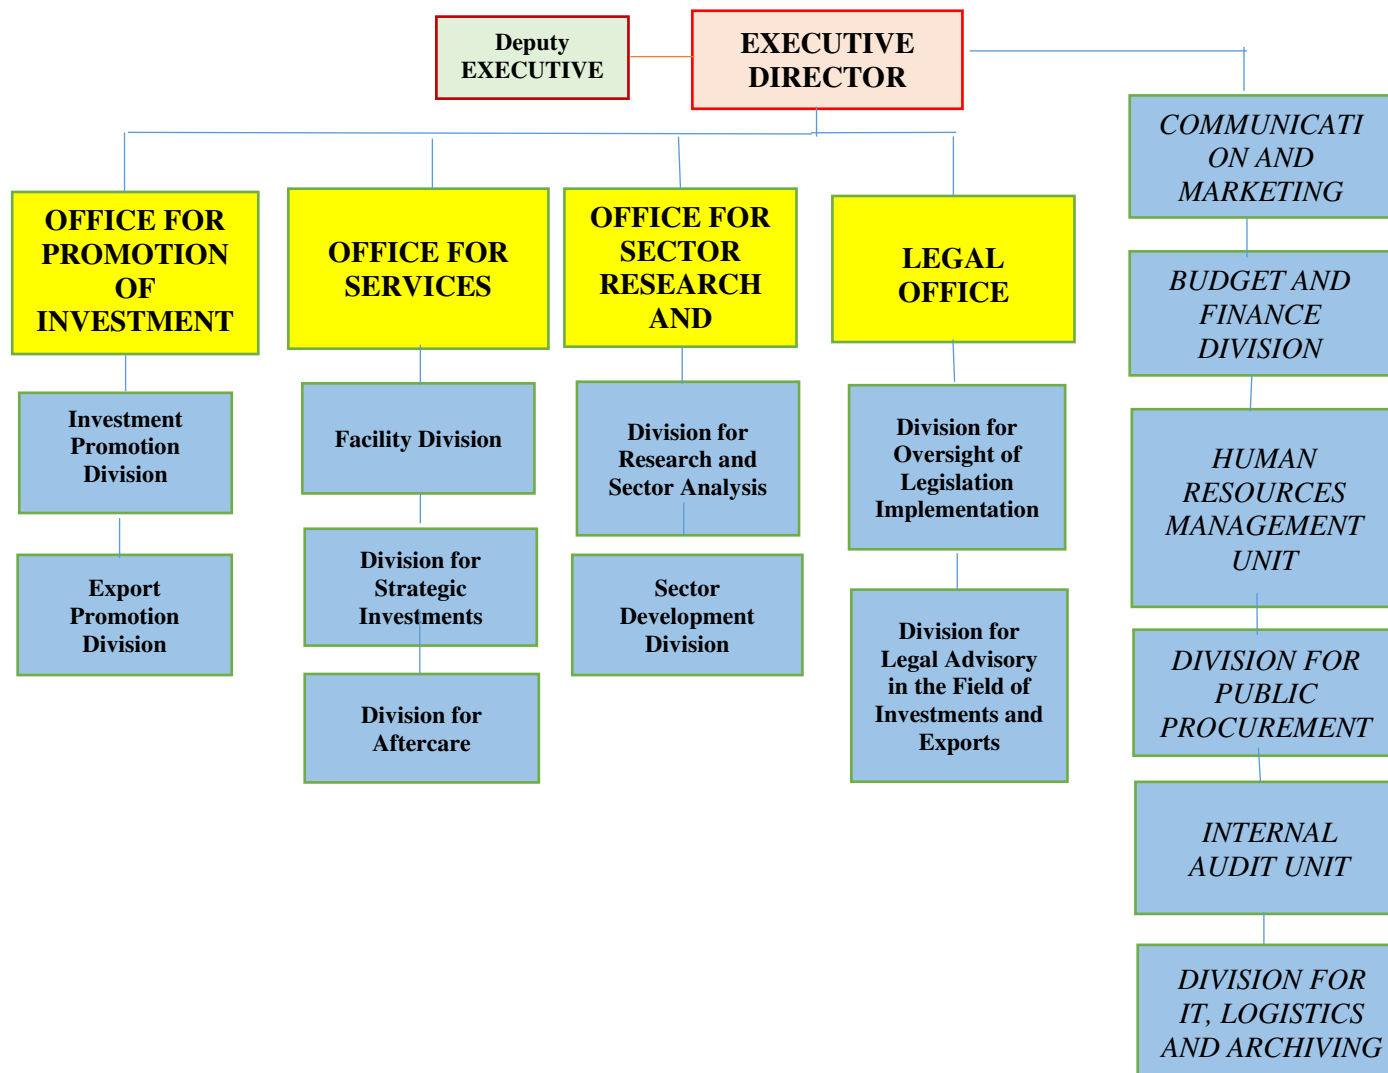 Deputy
EXECUTIVE
EXECUTIVE
DIRECTOR
OFFICE FOR
PROMOTION
OF
INVESTMENT
Investment
Promotion
Division
Export
Promotion
Division
OFFICE FOR
SERVICES
Facility Division
Division for
Strategic
Investments
Division for
Aftercare
OFFICE FOR
SECTOR
RESEARCH
AND
Division for
Research and
Sector Analysis
Sector
Development
Division
LEGAL
OFFICE
Division for
Oversight of
Legislation
Implementation
Division for
Legal Advisory
in the Field of
Investments and
Exports
COMMUNICATI
ON AND
MARKETING
BUDGET AND
FINANCE
DIVISION
HUMAN
RESOURCES
MANAGEMENT
UNIT
DIVISION FOR
PUBLIC
PROCUREMENT
INTERNAL
AUDIT UNIT
DIVISION FOR
IT, LOGISTICS
AND ARCHIVING